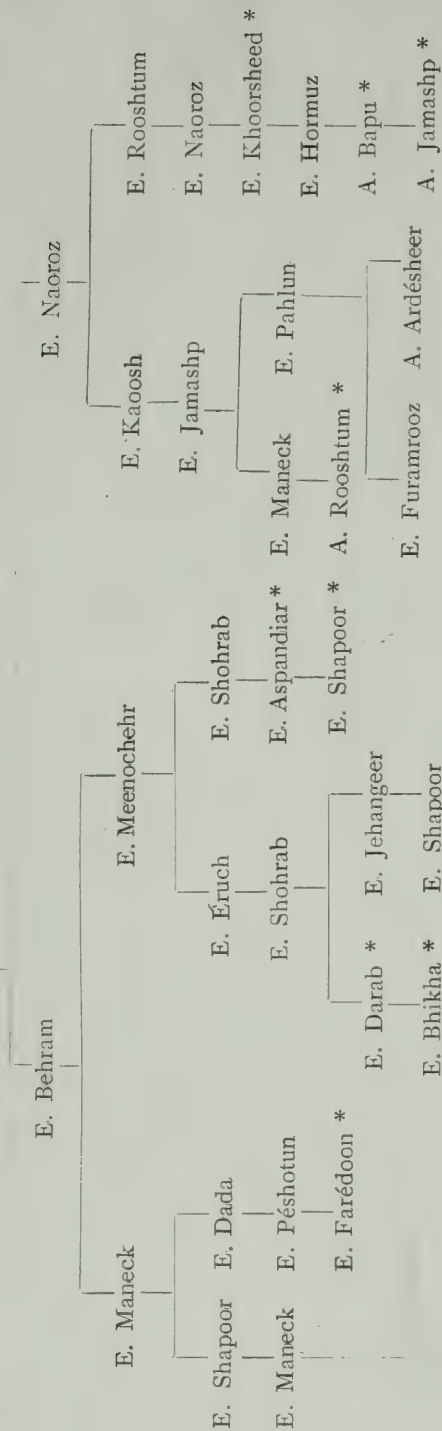 E. Behram
E. Naoroz
E. Maneck
E. Meenochehr
E. Kaoosh
E. Rooshtum
E. Shapoor
E. Dada
E. Éruch
E. Shohrab
E. Jamashp
E. Naoroz
E. Maneck
E. Péshotun
E. Shohrab
E. Aspandiar *
E. Maneck
E. Pahlun
E. Khoorsheed *
E. Farédoon *
E. Shapoor *
A. Rooshtum *
E. Hormuz
E. Darab *
E. Jehangeer
E. Furamrooz
A. Ardésheer
A. Bapu *
E. Bhikha *
E. Shapoor
A. Jamashp *